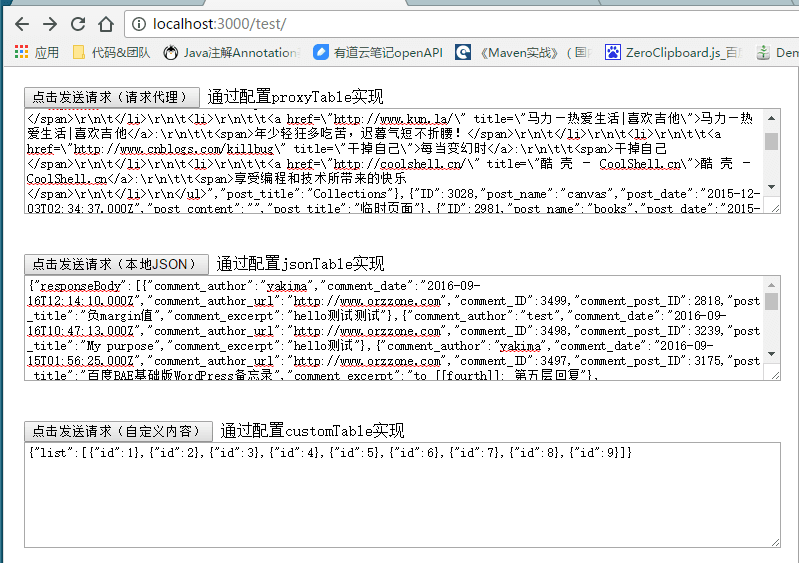 localhost:3000/test/
应用 代码&团队 Java注解Annotation 有道云笔记openAPI 《Maven实战》（国 ZeroClipboard.js_百 Dem
点击发送请求（请求代理） 通过配置proxyTable实现
</span>\r\n\t</li>\r\n\t<li>\r\n\t\t<a href=\"http://www.kun.la/\" title=\"马力－热爱生活|喜欢吉他\">马力－热
爱生活|喜欢吉他</a>:\r\n\t\t<span>年少轻狂多吃苦，迟暮气短不折腰！</span>\r\n\t</li>\r\n\t<li>\r\n\t\t<a
href=\"http://www.cnblogs.com/killbug\" title=\"干掉自己\">每当变幻时</a>:\r\n\t\t<span>干掉自己
</span>\r\n\t</li>\r\n\t<li>\r\n\t\t<a href=\"http://coolshell.cn/\" title=\"酷 壳 － CoolShell.cn\">酷 壳 －
CoolShell.cn</a>:\r\n\t\t<span>享受编程和技术所带来的快乐
</span>\r\n\t</li>\r\n</ul>","post_title":"Collections"},{"ID":3028,"post_name":"canvas","post_date":"2015-12-
03T02:34:37.000Z","post_content":"","post_title":"临时页面"},{"ID":2981,"post_name":"books","post_date":"2015-
点击发送请求（本地JSON） 通过配置jsonTable实现
{"responseBody":[{"comment_author":"yakima","comment_date":"2016-09-
16T12:14:10.000Z","comment_author_url":"http://www.orzzone.com","comment_ID":3499,"comment_post_ID":2818,"post
_title":"负margin值","comment_excerpt":"hello测试测试"},{"comment_author":"test","comment_date":"2016-09-
16T10:47:13.000Z","comment_author_url":"http://www.orzzone.com","comment_ID":3498,"comment_post_ID":3239,"post
_title":"My purpose","comment_excerpt":"hello测试"},{"comment_author":"yakima","comment_date":"2016-09-
15T01:56:25.000Z","comment_author_url":"http://www.orzzone.com","comment_ID":3497,"comment_post_ID":3175,"post
_title":"百度BAE基础版WordPress备忘录","comment_excerpt":"to [[fourth]]: 第五层回复"},
点击发送请求（自定义内容） 通过配置customTable实现
{"list":[{"id":1},{"id":2},{"id":3},{"id":4},{"id":5},{"id":6},{"id":7},{"id":8},{"id":9}]}